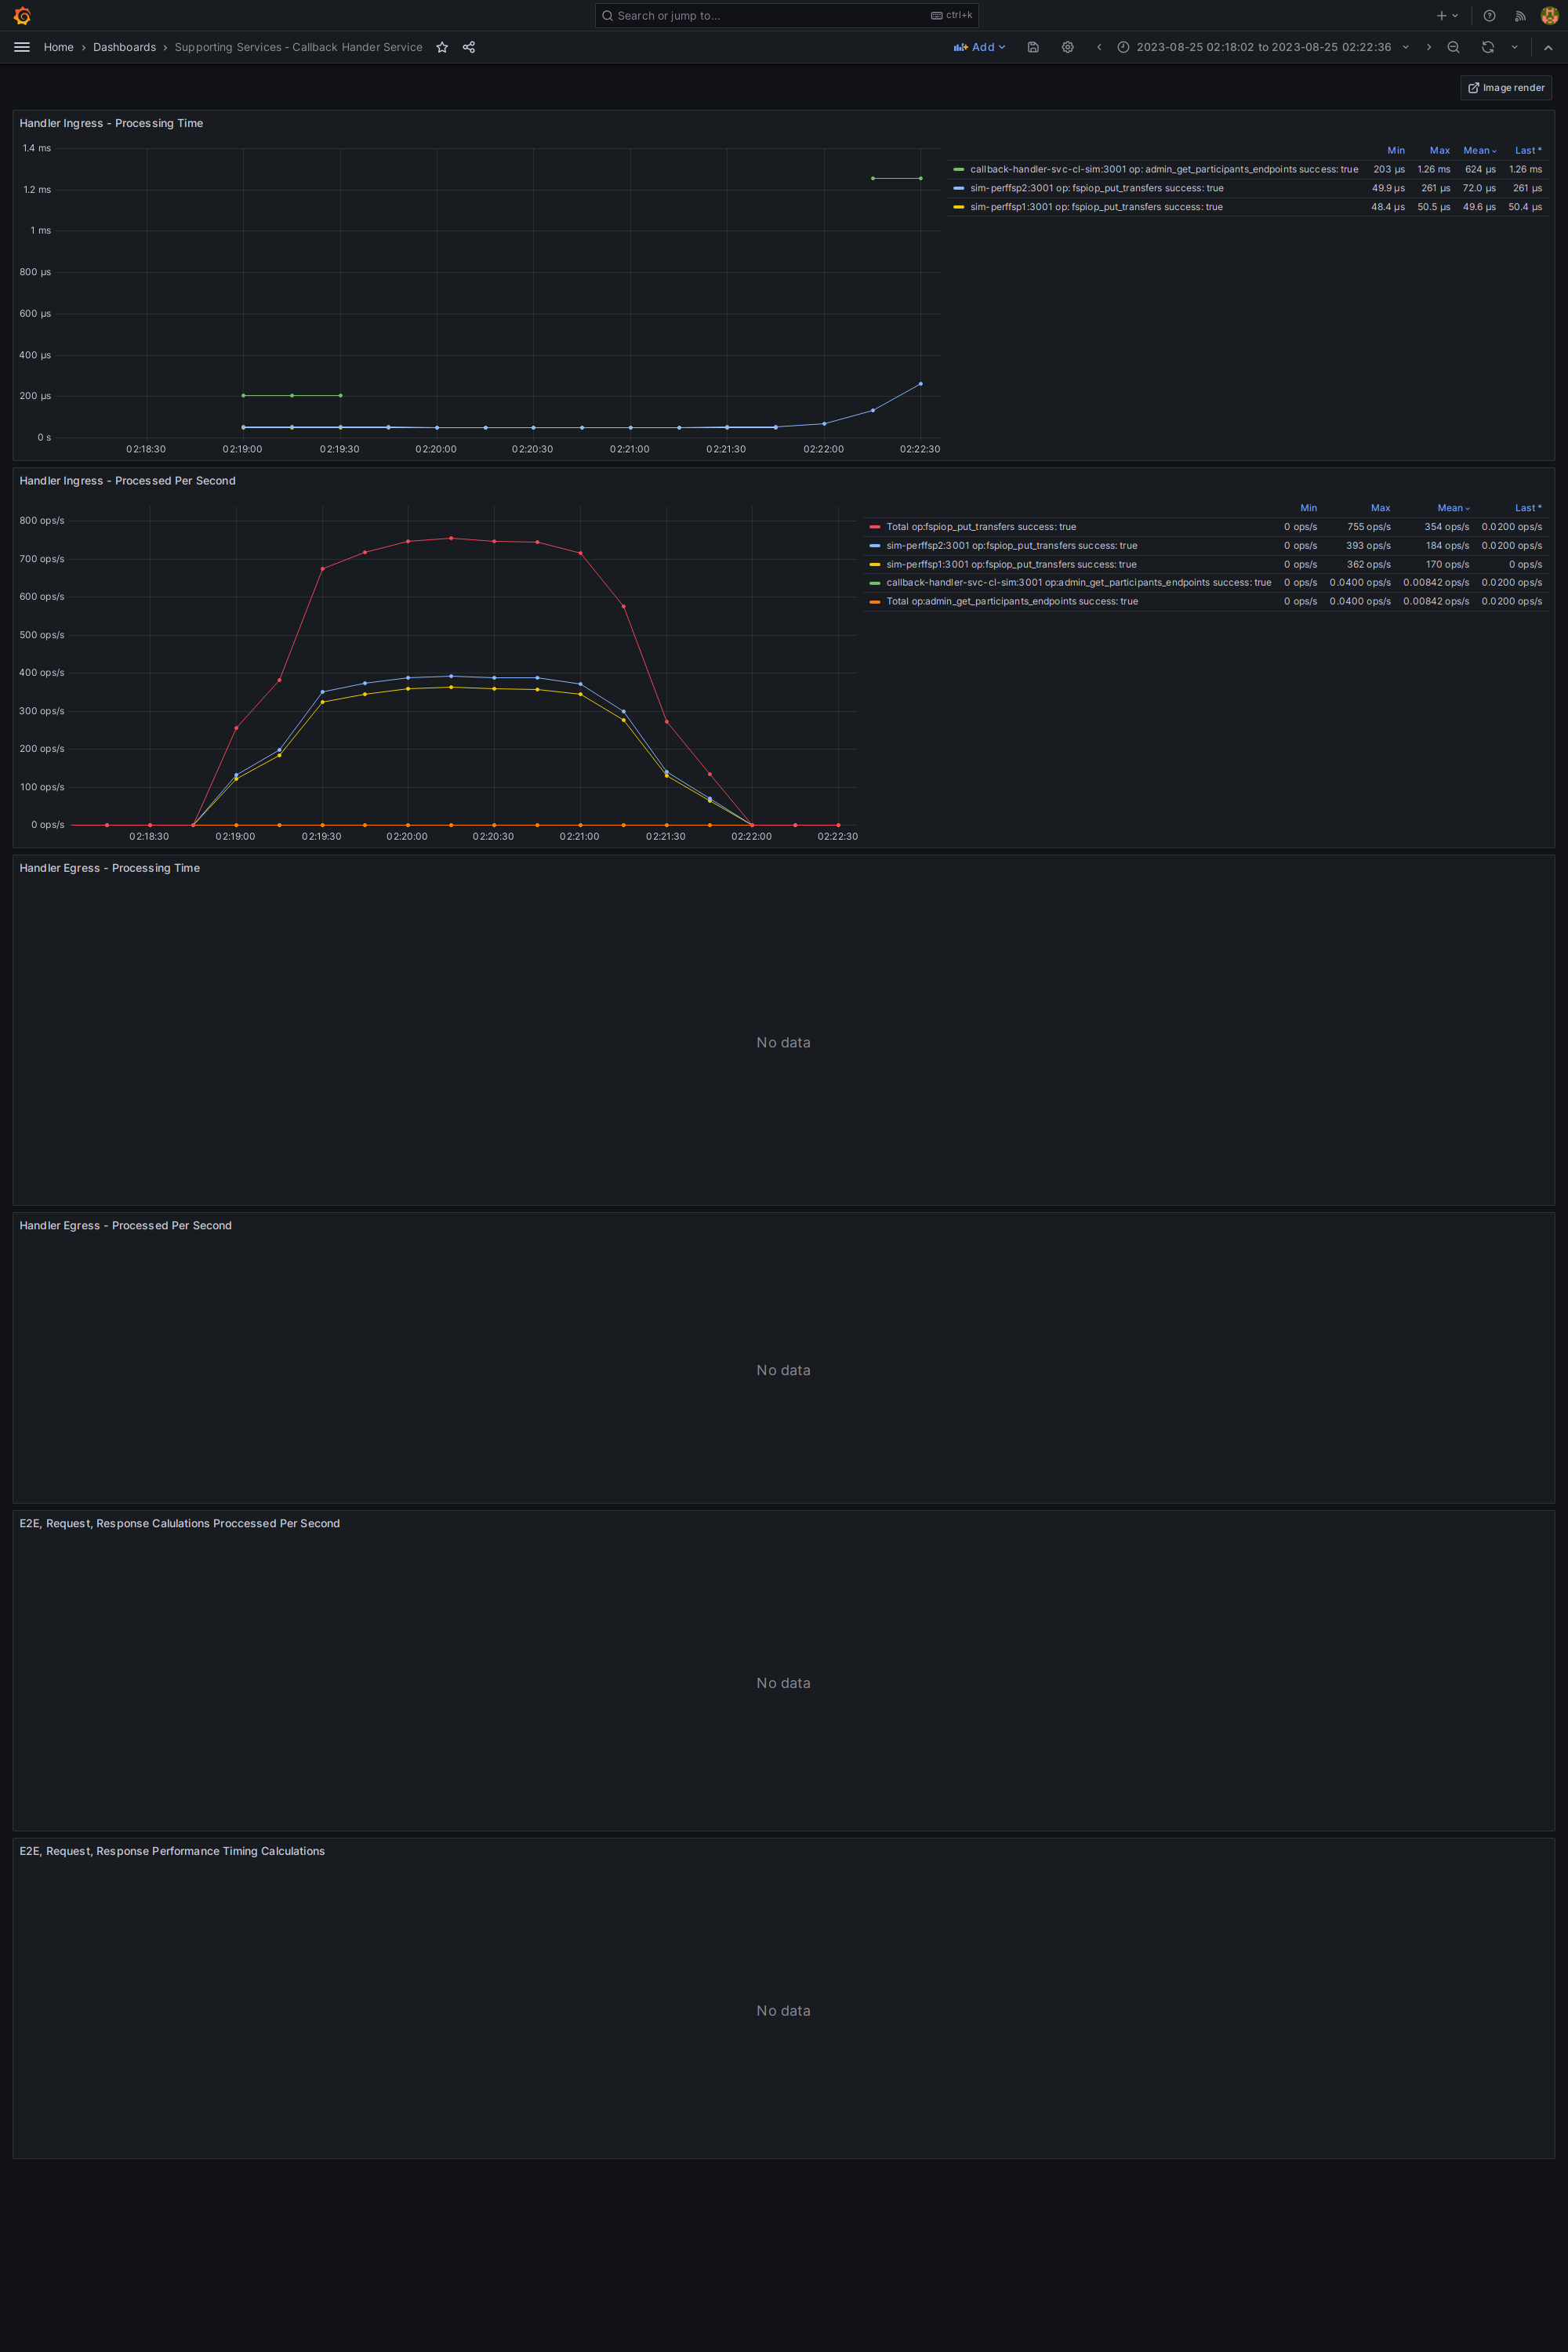 Search or jump to... ctrl+k
Home › Dashboards › Supporting Services - Callback Hander Service Add 2023-08-25 02:18:02 to 2023-08-25 02:22:36
Image render
Handler Ingress - Processing Time
1.4 ms
1.2 ms
1 ms
800 µs
600 µs
400 µs
200 µs
0 s
02:18:30 02:19:00 02:19:30 02:20:00 02:20:30 02:21:00 02:21:30 02:22:00 02:22:30
Min Max Mean Last *
callback-handler-svc-cl-sim:3001 op: admin_get_participants_endpoints success: true 203 µs 1.26 ms 624 µs 1.26 ms
sim-perffsp2:3001 op: fspiop_put_transfers success: true 49.9 µs 261 µs 72.0 µs 261 µs
sim-perffsp1:3001 op: fspiop_put_transfers success: true 48.4 µs 50.5 µs 49.6 µs 50.4 µs
Handler Ingress - Processed Per Second
800 ops/s
700 ops/s
600 ops/s
500 ops/s
400 ops/s
300 ops/s
200 ops/s
100 ops/s
0 ops/s
02:18:30 02:19:00 02:19:30 02:20:00 02:20:30 02:21:00 02:21:30 02:22:00 02:22:30
Min Max Mean Last *
Total op:fspiop_put_transfers success: true 0 ops/s 755 ops/s 354 ops/s 0.0200 ops/s
sim-perffsp2:3001 op:fspiop_put_transfers success: true 0 ops/s 393 ops/s 184 ops/s 0.0200 ops/s
sim-perffsp1:3001 op:fspiop_put_transfers success: true 0 ops/s 362 ops/s 170 ops/s 0 ops/s
callback-handler-svc-cl-sim:3001 op:admin_get_participants_endpoints success: true 0 ops/s 0.0400 ops/s 0.00842 ops/s 0.0200 ops/s
Total op:admin_get_participants_endpoints success: true 0 ops/s 0.0400 ops/s 0.00842 ops/s 0.0200 ops/s
Handler Egress - Processing Time
No data
Handler Egress - Processed Per Second
No data
E2E, Request, Response Calulations Proccessed Per Second
No data
E2E, Request, Response Performance Timing Calculations
No data